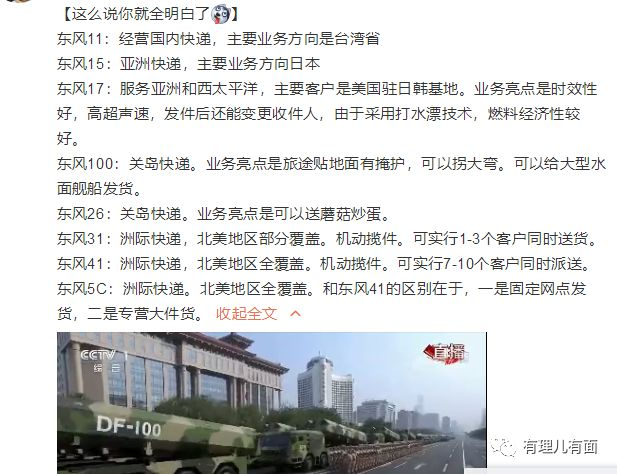 【这么说你就全明白了】
东风11：经营国内快递，主要业务方向是台湾省
东风15：亚洲快递，主要业务方向日本
东风17：服务亚洲和西太平洋，主要客户是美国驻日韩基地。业务亮点是时效性
好，高超声速，发件后还能变更收件人，由于采用打水漂技术，燃料经济性较
好。
东风100：关岛快递。业务亮点是旅途贴地面有掩护，可以拐大弯。可以给大型水
面舰船发货。
东风26：关岛快递。业务亮点是可以送蘑菇炒蛋。
东风31：洲际快递，北美地区部分覆盖。机动揽件。可实行1-3个客户同时送货。
东风41：洲际快递，北美地区全覆盖。机动揽件。可实行7-10个客户同时派送。
东风5C：洲际快递。北美地区全覆盖。和东风41的区别在于，一是固定网点发
货，二是专营大件货。 收起全文
CCTV 1
综合
直播
DF-100
有理儿有面